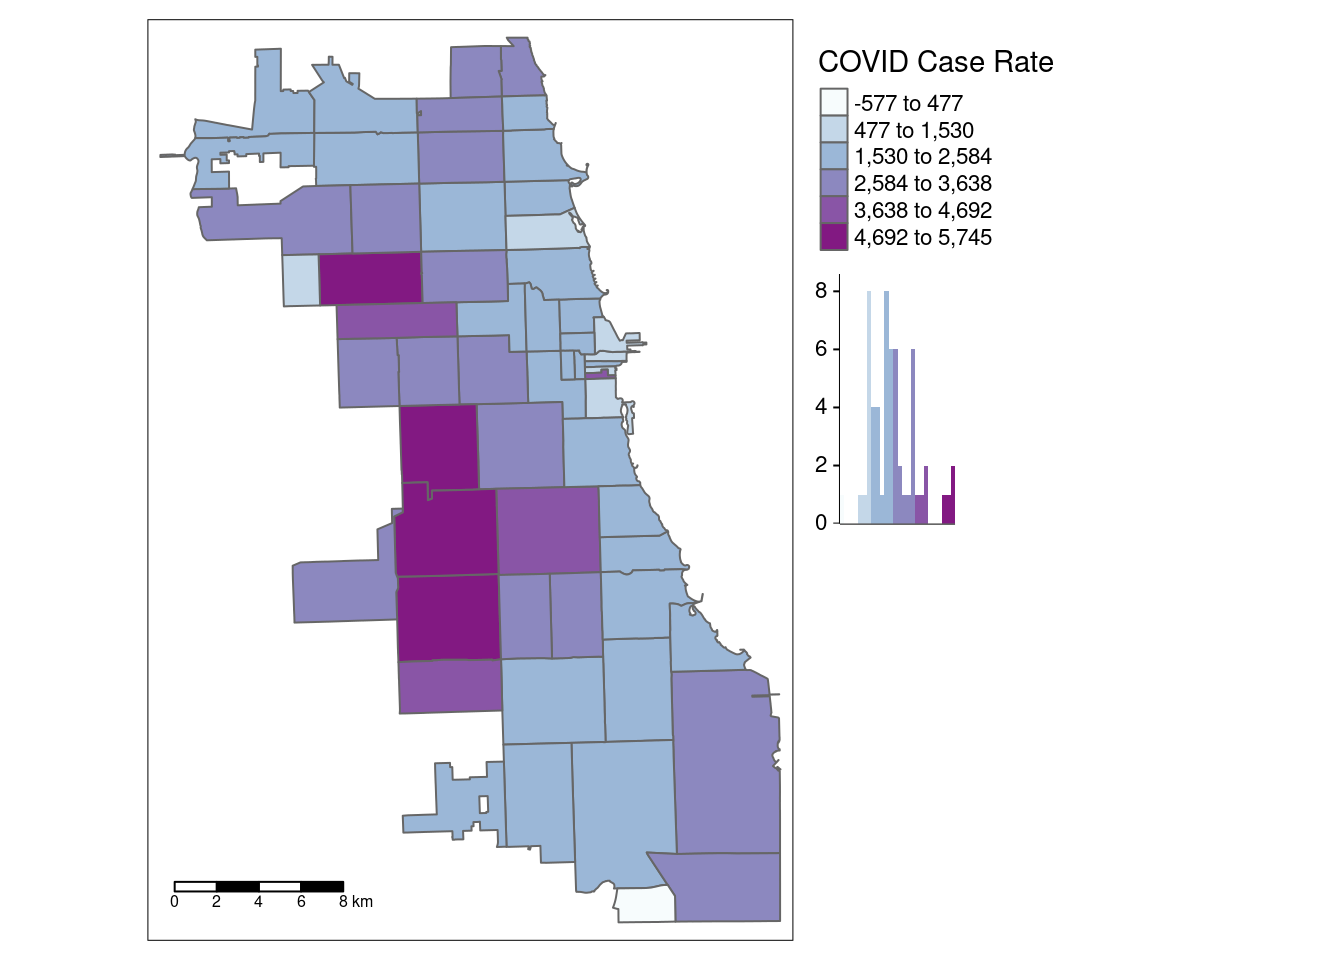 COVID Case Rate
-577 to 477
477 to 1,530
1,530 to 2,584
2,584 to 3,638
3,638 to 4,692
4,692 to 5,745
8
6
4
2
0
0 2 4 6 8 km